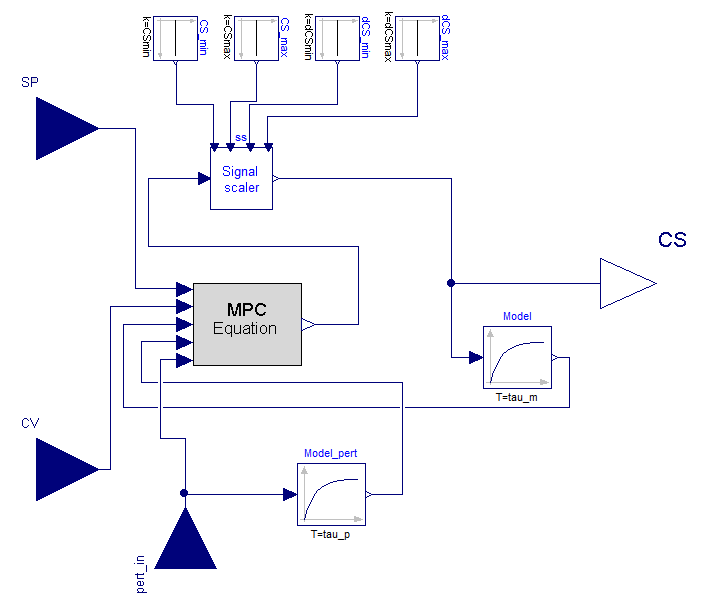 k=CSmin
CS_min
k=CSmax
CS_max
k=dCSmin
dCS_min
k=dCSmax
dCS_max
SP
ss
Signal
scaler
CS
MPC
Equation
Model
T=tau_m
CV
Model_pert
T=tau_p
pert_in